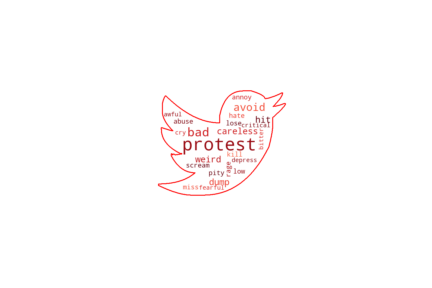 annoy
avoid
awful
hate
abuse
lose
hit
critical
cry
bad
careless
bitter
protest
weird
kill
depress
scream
rage
pity
low
dump
miss
fearful